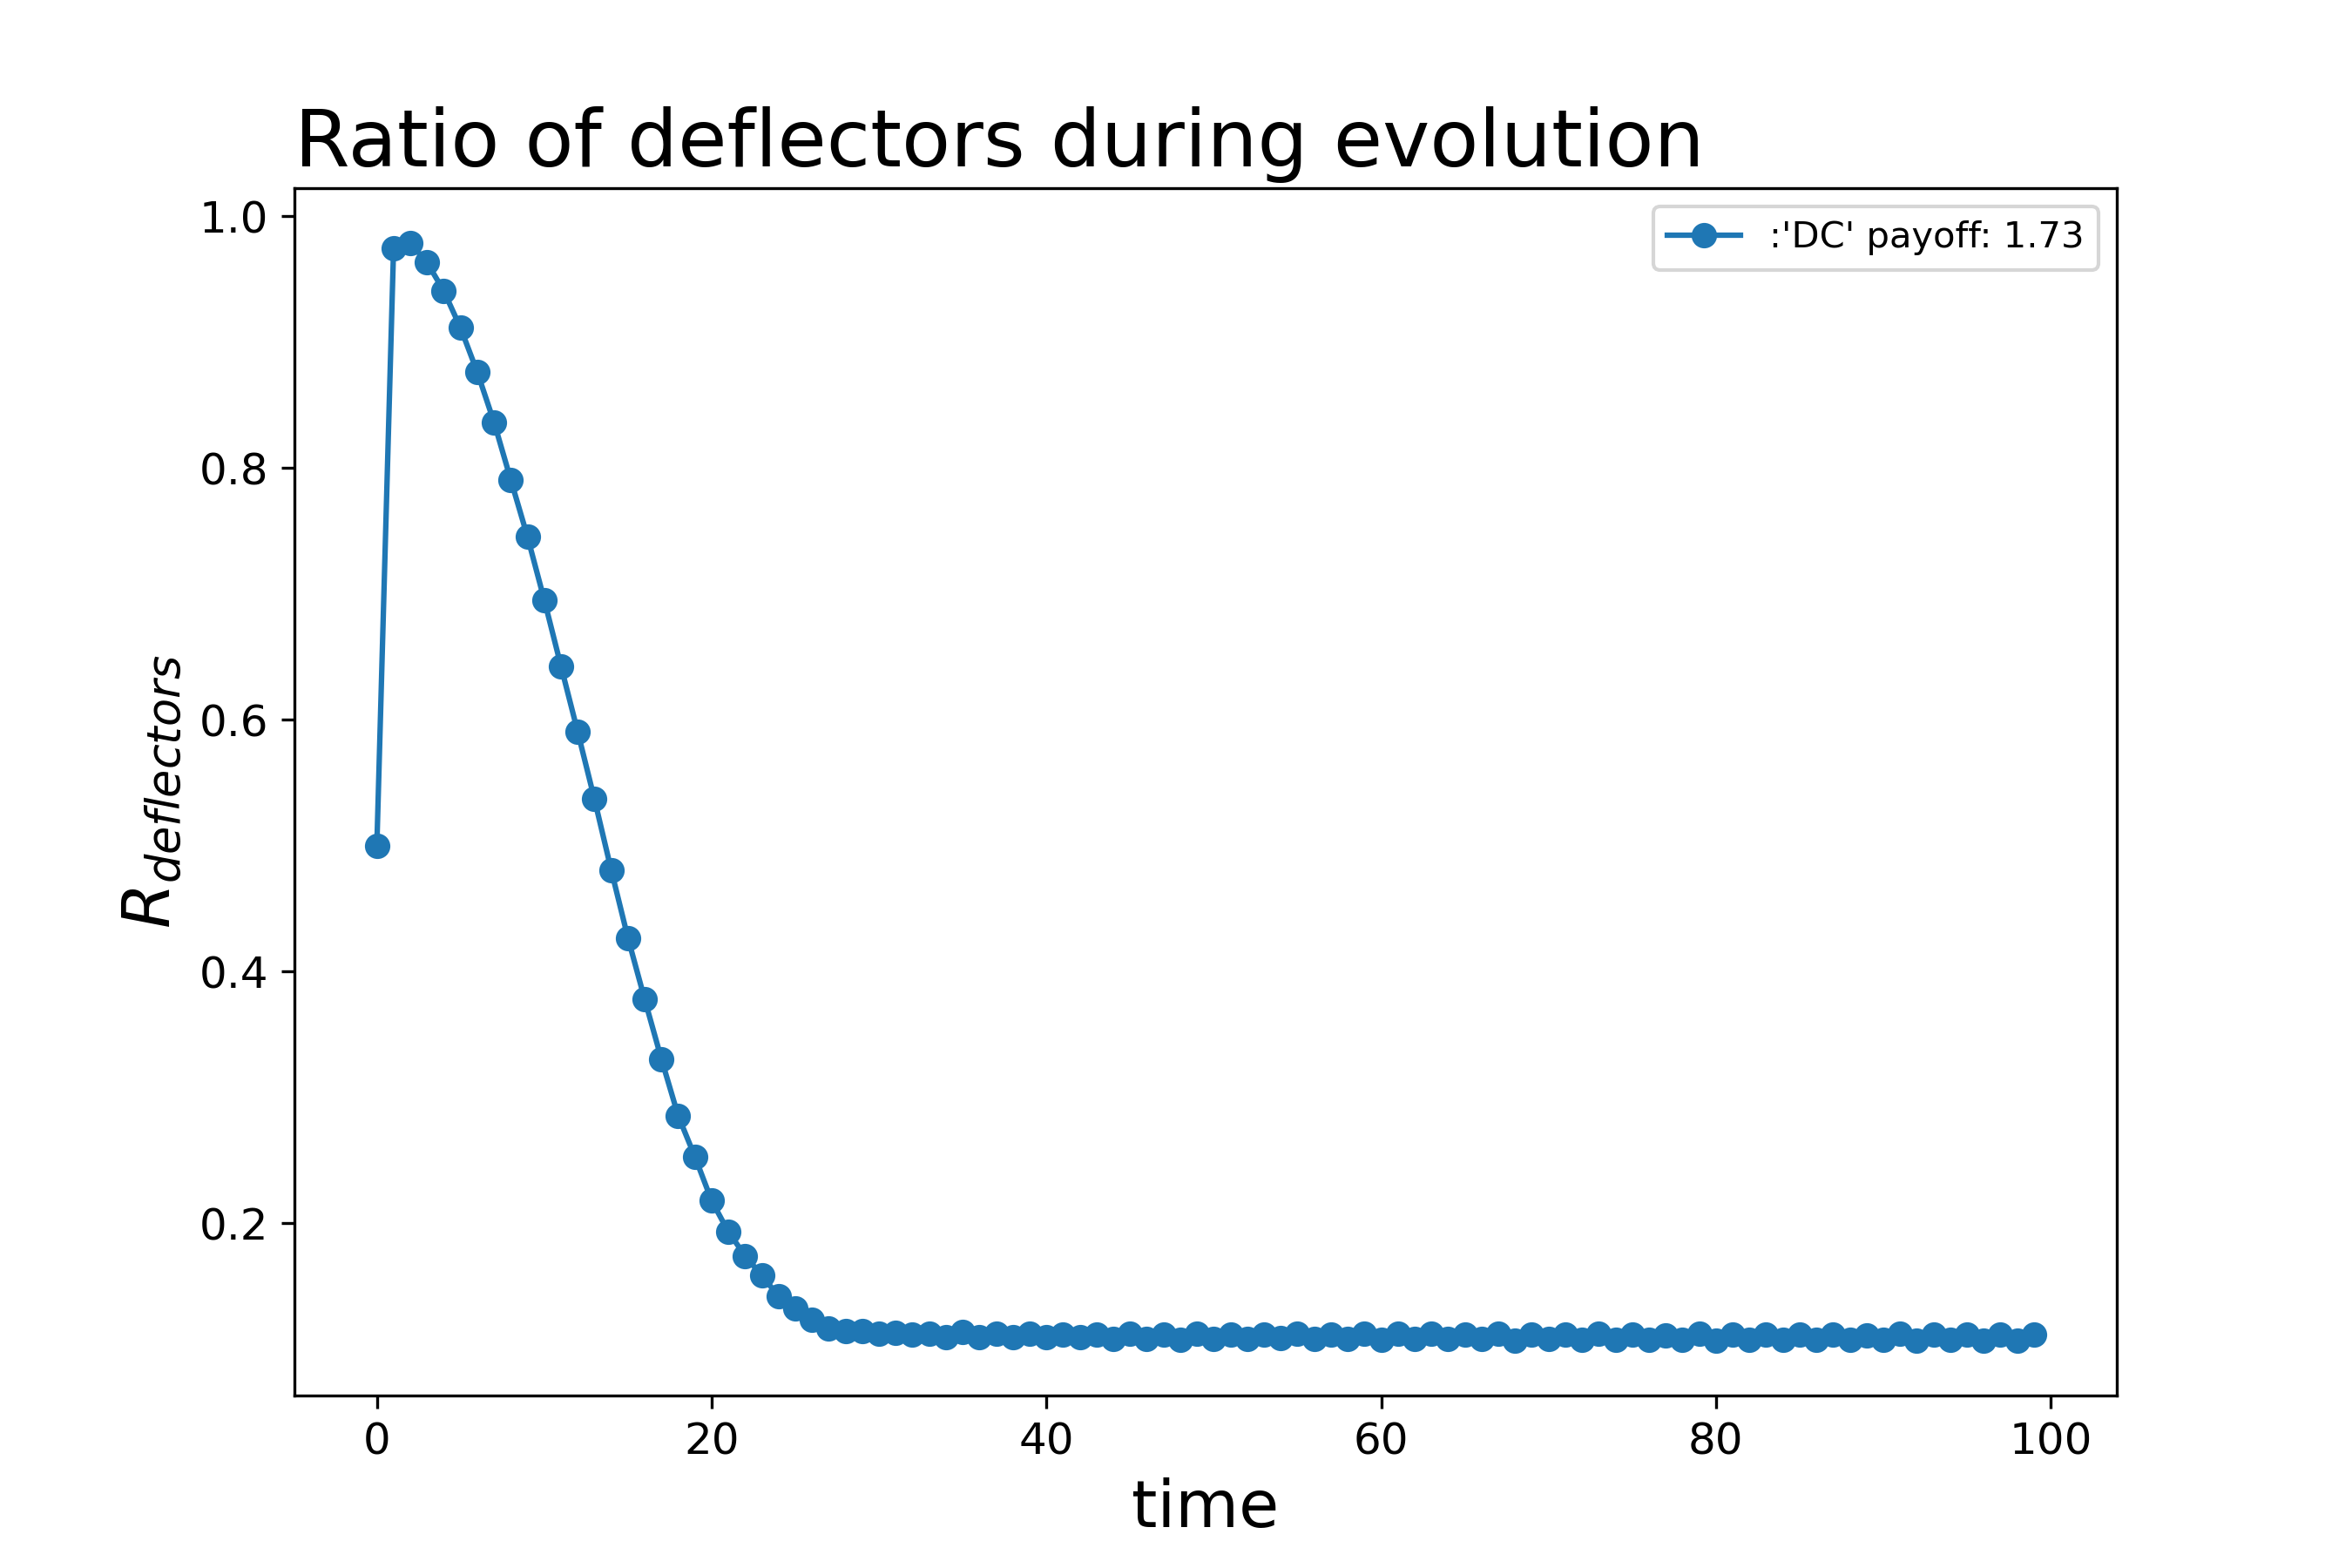 Ratio of deflectors during evolution
:'DC' payoff: 1.73
1.0
0.8
0.6
0.4
0.2
R_deflectors
0 20 40 60 80 100
time